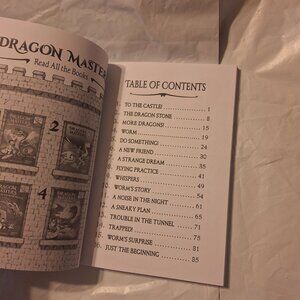 DRAGON MASTERS
Read All the Books
2
4
TABLE OF CONTENTS
TO THE CASTLE! 1
THE DRAGON STONE 8
MORE DRAGONS! 15
WORM 19
DO SOMETHING! 24
A NEW FRIEND 30
A STRANGE DREAM 35
FLYING PRACTICE 41
WHISPERS 49
WORM'S STORY 54
A NOISE IN THE NIGHT 61
A SNEAKY PLAN 65
TROUBLE IN THE TUNNEL 71
TRAPPED! 75
WORM'S SURPRISE 81
JUST THE BEGINNING 85